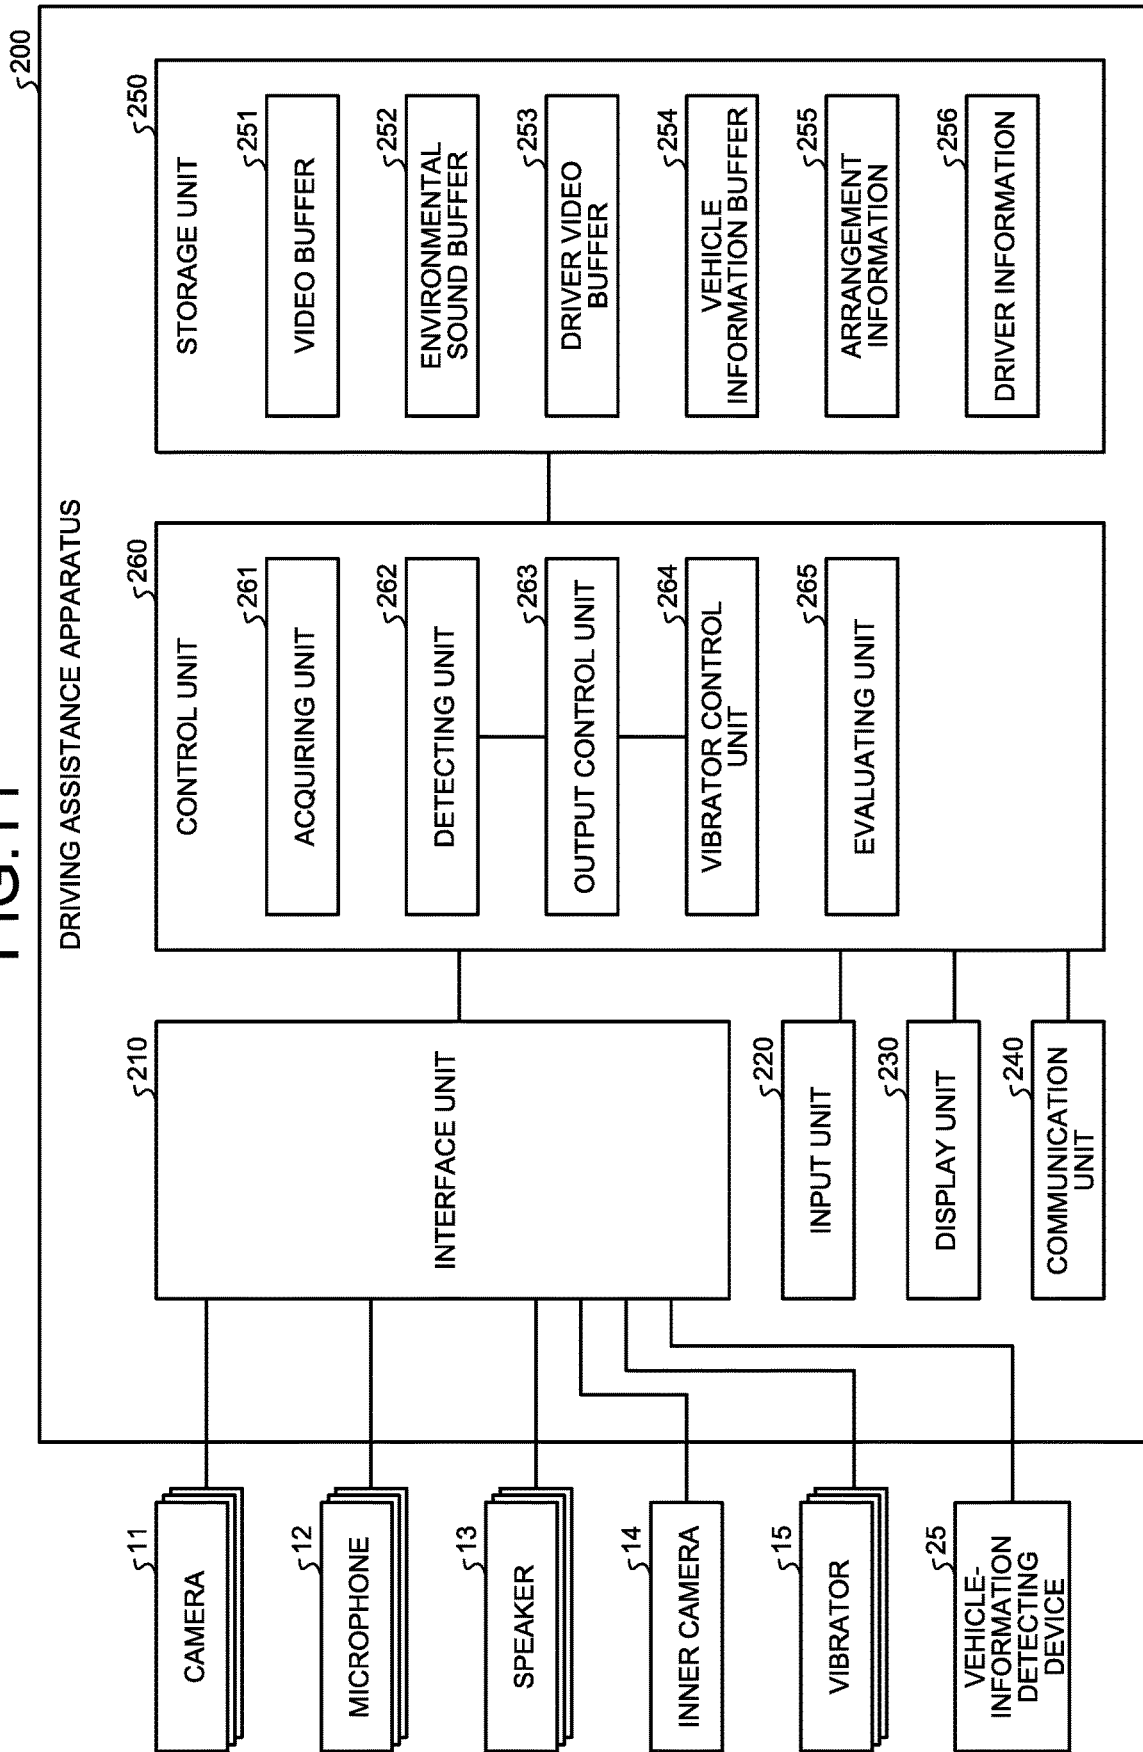 FIG.11
200
DRIVING ASSISTANCE APPARATUS
11
CAMERA
12
MICROPHONE
13
SPEAKER
14
INNER CAMERA
15
VIBRATOR
25
VEHICLE-
INFORMATION
DETECTING
DEVICE
210
INTERFACE UNIT
220
INPUT UNIT
230
DISPLAY UNIT
240
COMMUNICATION
UNIT
260
CONTROL UNIT
261
ACQUIRING UNIT
262
DETECTING UNIT
263
OUTPUT CONTROL UNIT
264
VIBRATOR CONTROL
UNIT
265
EVALUATING UNIT
250
STORAGE UNIT
251
VIDEO BUFFER
252
ENVIRONMENTAL
SOUND BUFFER
253
DRIVER VIDEO
BUFFER
254
VEHICLE
INFORMATION BUFFER
255
ARRANGEMENT
INFORMATION
256
DRIVER INFORMATION